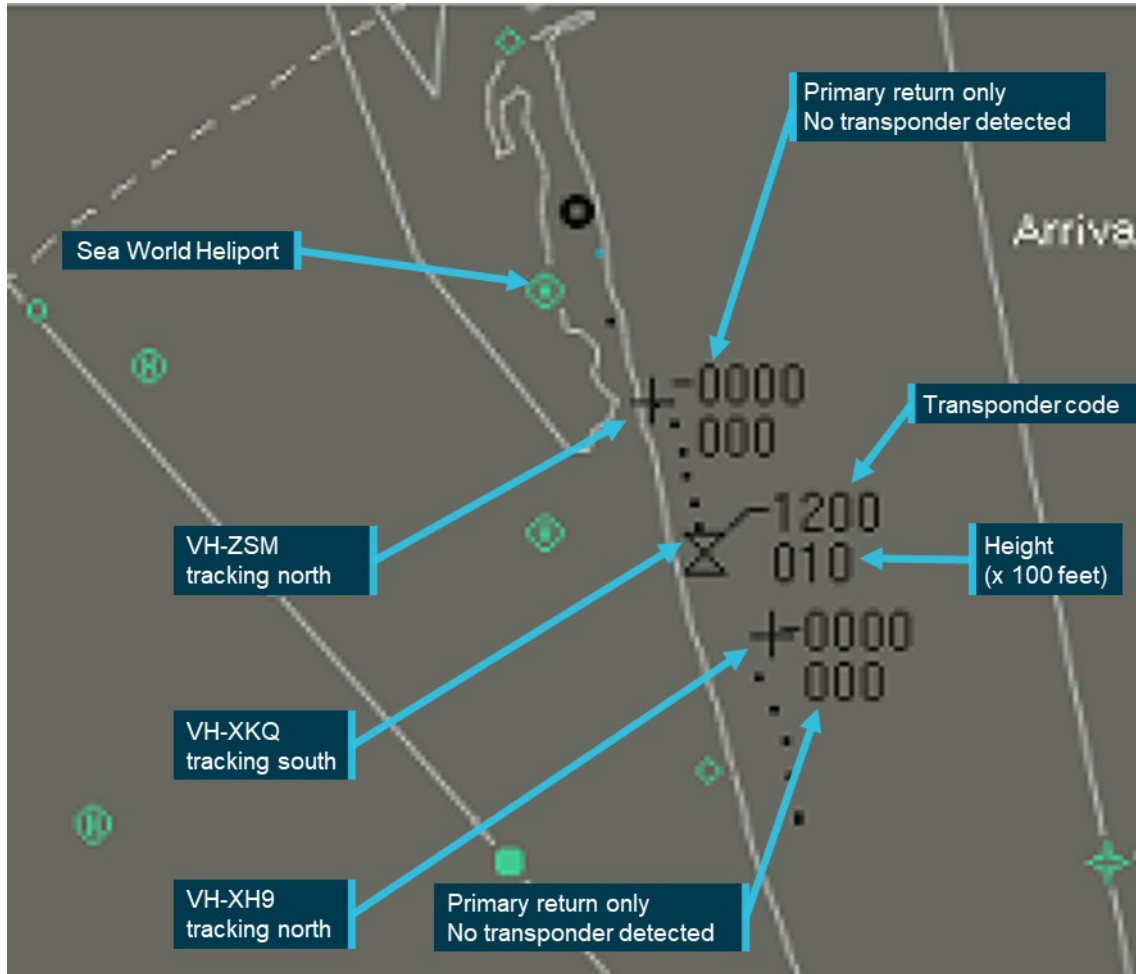 Primary return only
No transponder detected
Arriva
Sea World Heliport
-0000
000
Transponder code
-1200
010
Height
(x 100 feet)
VH-ZSM
tracking north
-0000
000
VH-XKQ
tracking south
VH-XH9
tracking north
Primary return only
No transponder detected